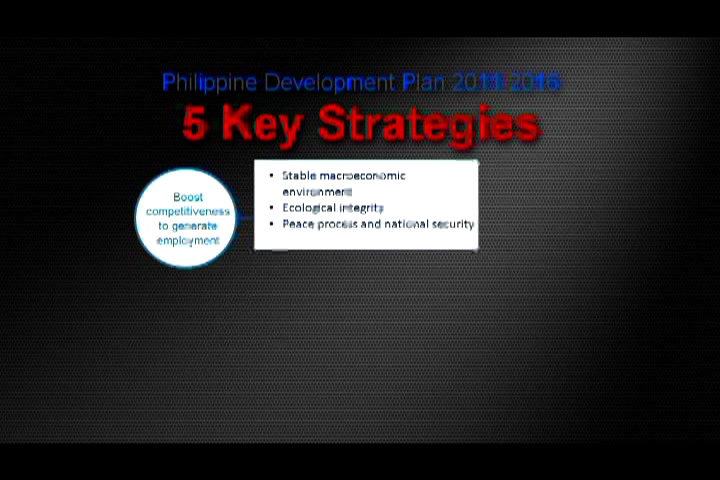 Philippine Development Plan 2011-2016
5 Key Strategies
Boost
competitiveness
to generate
employment
• Stable macroeconomic
environment
• Ecological integrity
• Peace process and national security